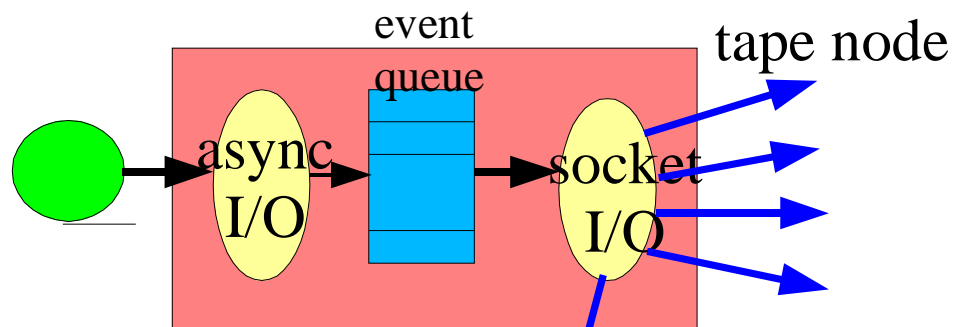 event
queue
tape node
async
I/O
socket
I/O